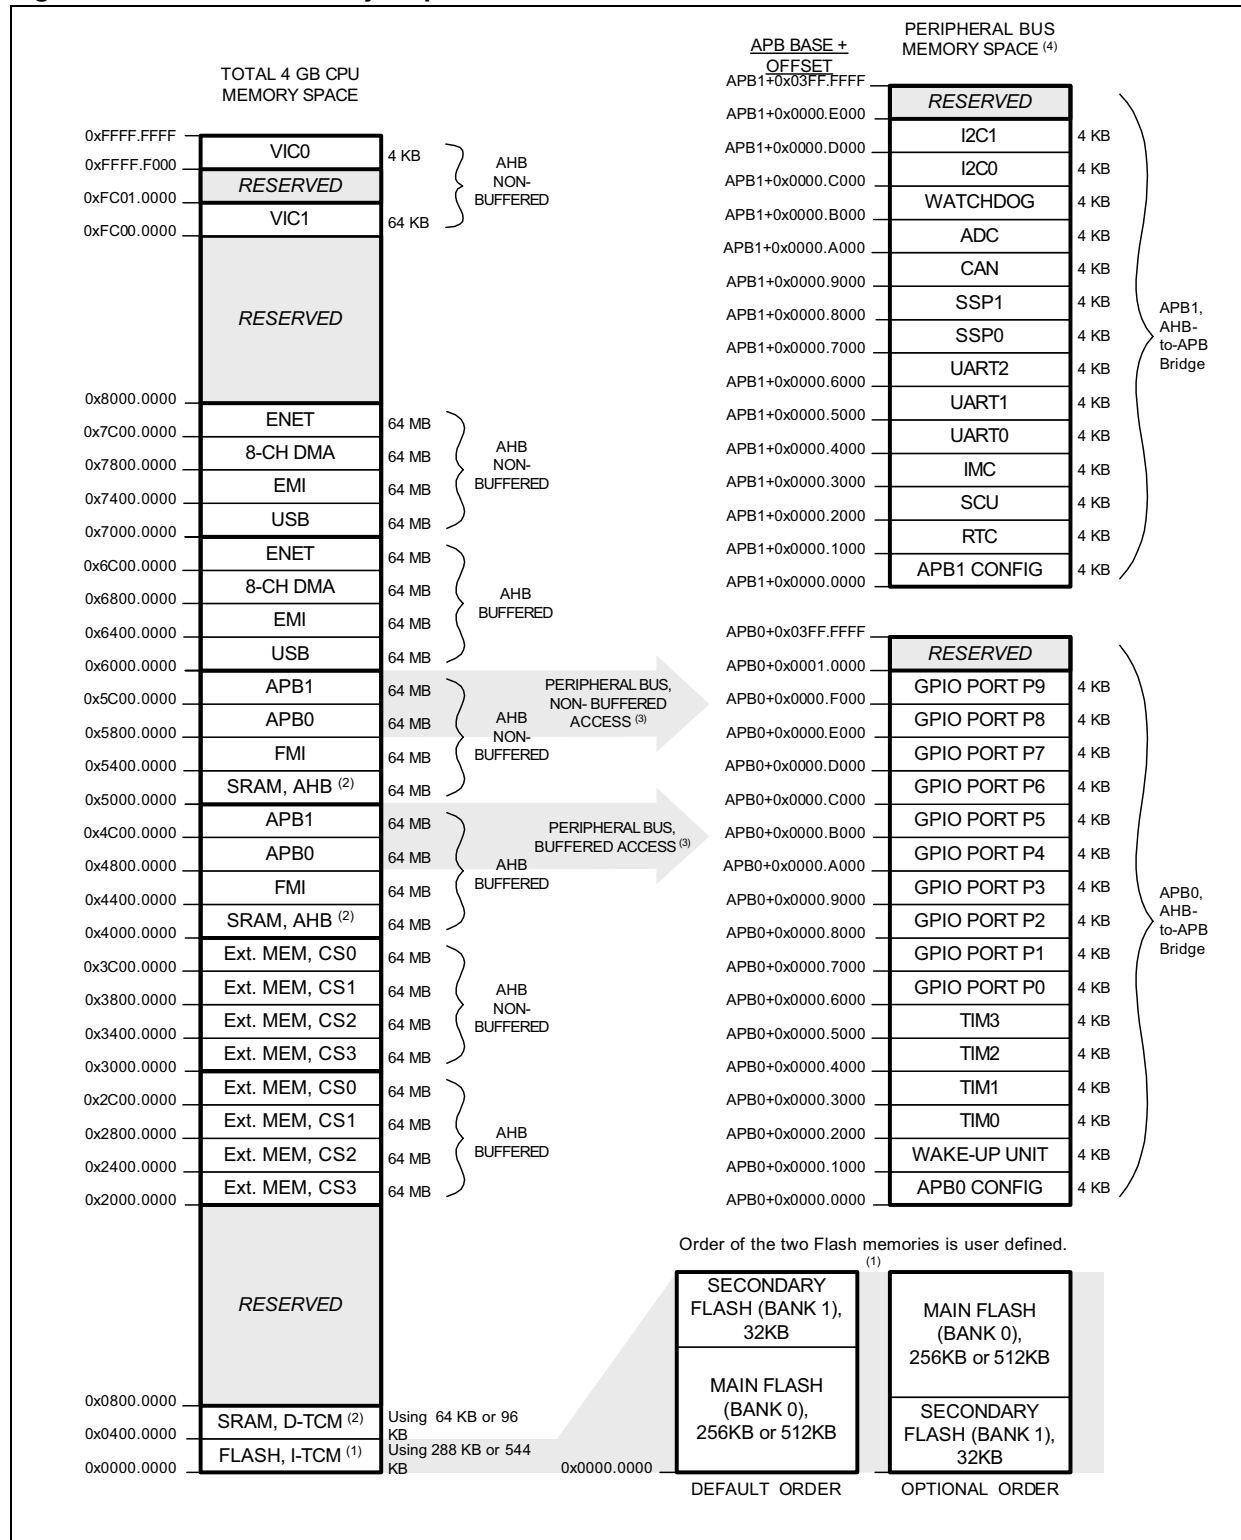 TOTAL 4 GB CPU
MEMORY SPACE
0xFFFF.FFFF
VIC0
4 KB
0xFFFF.F000
RESERVED
0xFC01.0000
VIC1
64 KB
0xFC00.0000
AHB
NON-
BUFFERED
RESERVED
0x8000.0000
ENET
64 MB
0x7C00.0000
8-CH DMA
64 MB
0x7800.0000
EMI
64 MB
0x7400.0000
USB
64 MB
0x7000.0000
AHB
NON-
BUFFERED
ENET
64 MB
0x6C00.0000
8-CH DMA
64 MB
0x6800.0000
EMI
64 MB
0x6400.0000
USB
64 MB
0x6000.0000
AHB
BUFFERED
APB1
64 MB
0x5C00.0000
APB0
64 MB
0x5800.0000
FMI
64 MB
0x5400.0000
SRAM, AHB (2)
64 MB
0x5000.0000
AHB
NON-
BUFFERED
PERIPHERAL BUS,
NON- BUFFERED
ACCESS (3)
APB1
64 MB
0x4C00.0000
APB0
64 MB
0x4800.0000
FMI
64 MB
0x4400.0000
SRAM, AHB (2)
64 MB
0x4000.0000
AHB
BUFFERED
PERIPHERAL BUS,
BUFFERED ACCESS (3)
Ext. MEM, CS0
64 MB
0x3C00.0000
Ext. MEM, CS1
64 MB
0x3800.0000
Ext. MEM, CS2
64 MB
0x3400.0000
Ext. MEM, CS3
64 MB
0x3000.0000
AHB
NON-
BUFFERED
Ext. MEM, CS0
64 MB
0x2C00.0000
Ext. MEM, CS1
64 MB
0x2800.0000
Ext. MEM, CS2
64 MB
0x2400.0000
Ext. MEM, CS3
64 MB
0x2000.0000
AHB
BUFFERED
RESERVED
0x0800.0000
SRAM, D-TCM (2)
Using 64 KB or 96
KB
0x0400.0000
FLASH, I-TCM (1)
Using 288 KB or 544
KB
0x0000.0000
APB BASE +
OFFSET
PERIPHERAL BUS
MEMORY SPACE (4)
APB1+0x03FF.FFFF
RESERVED
APB1+0x0000.E000
I2C1
4 KB
APB1+0x0000.D000
I2C0
4 KB
APB1+0x0000.C000
WATCHDOG
4 KB
APB1+0x0000.B000
ADC
4 KB
APB1+0x0000.A000
CAN
4 KB
APB1+0x0000.9000
SSP1
4 KB
APB1+0x0000.8000
SSP0
4 KB
APB1+0x0000.7000
UART2
4 KB
APB1+0x0000.6000
UART1
4 KB
APB1+0x0000.5000
UART0
4 KB
APB1+0x0000.4000
IMC
4 KB
APB1+0x0000.3000
SCU
4 KB
APB1+0x0000.2000
RTC
4 KB
APB1+0x0000.1000
APB1 CONFIG
4 KB
APB1+0x0000.0000
APB1,
AHB-
to-APB
Bridge
APB0+0x03FF.FFFF
RESERVED
APB0+0x0001.0000
GPIO PORT P9
4 KB
APB0+0x0000.F000
GPIO PORT P8
4 KB
APB0+0x0000.E000
GPIO PORT P7
4 KB
APB0+0x0000.D000
GPIO PORT P6
4 KB
APB0+0x0000.C000
GPIO PORT P5
4 KB
APB0+0x0000.B000
GPIO PORT P4
4 KB
APB0+0x0000.A000
GPIO PORT P3
4 KB
APB0+0x0000.9000
GPIO PORT P2
4 KB
APB0+0x0000.8000
GPIO PORT P1
4 KB
APB0+0x0000.7000
GPIO PORT P0
4 KB
APB0+0x0000.6000
TIM3
4 KB
APB0+0x0000.5000
TIM2
4 KB
APB0+0x0000.4000
TIM1
4 KB
APB0+0x0000.3000
TIM0
4 KB
APB0+0x0000.2000
WAKE-UP UNIT
4 KB
APB0+0x0000.1000
APB0 CONFIG
4 KB
APB0+0x0000.0000
APB0,
AHB-
to-APB
Bridge
Order of the two Flash memories is user defined.
(1)
SECONDARY
FLASH (BANK 1),
32KB
MAIN FLASH
(BANK 0),
256KB or 512KB
0x0000.0000
DEFAULT ORDER
MAIN FLASH
(BANK 0),
256KB or 512KB
SECONDARY
FLASH (BANK 1),
32KB
OPTIONAL ORDER